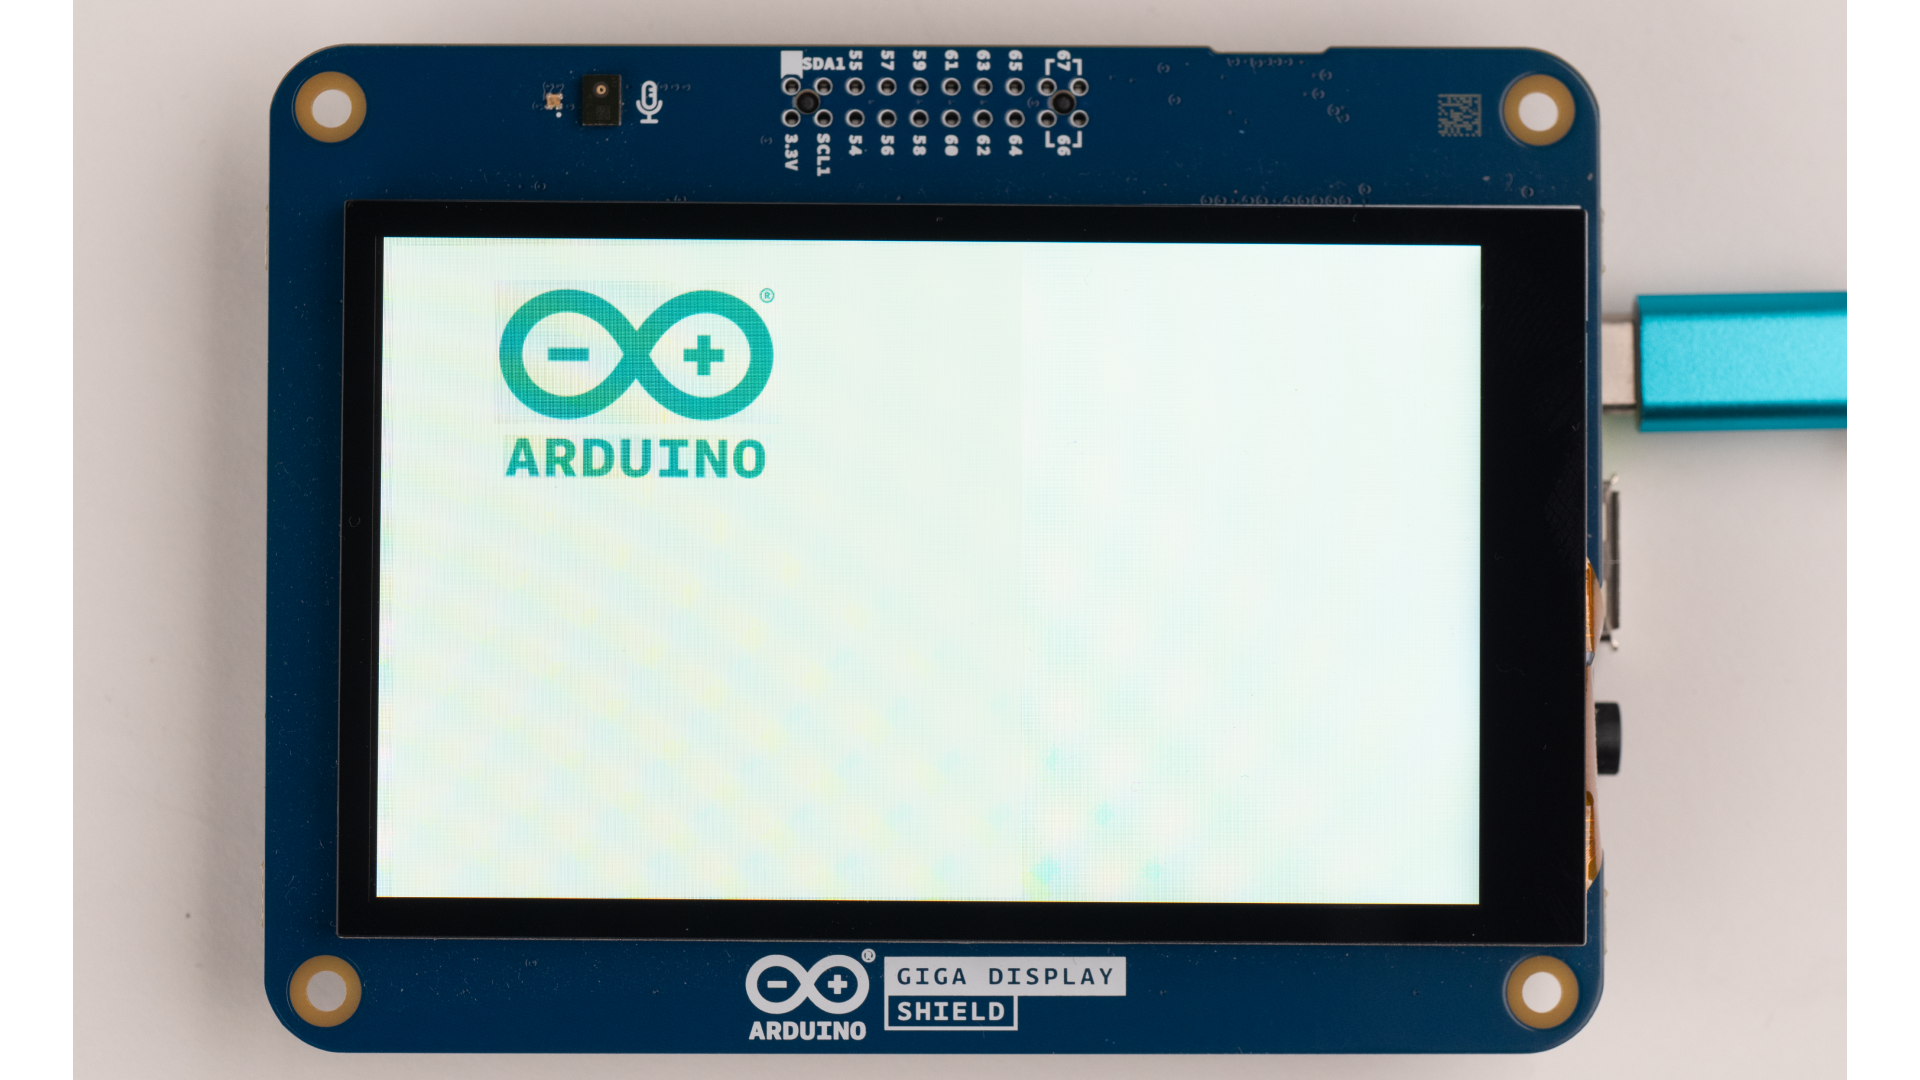 SDA1 55 57 59 61 63 65 67
3.3V SCL1 54 56 58 60 62 64 66
®
ARDUINO
®
ARDUINO
GIGA DISPLAY
SHIELD